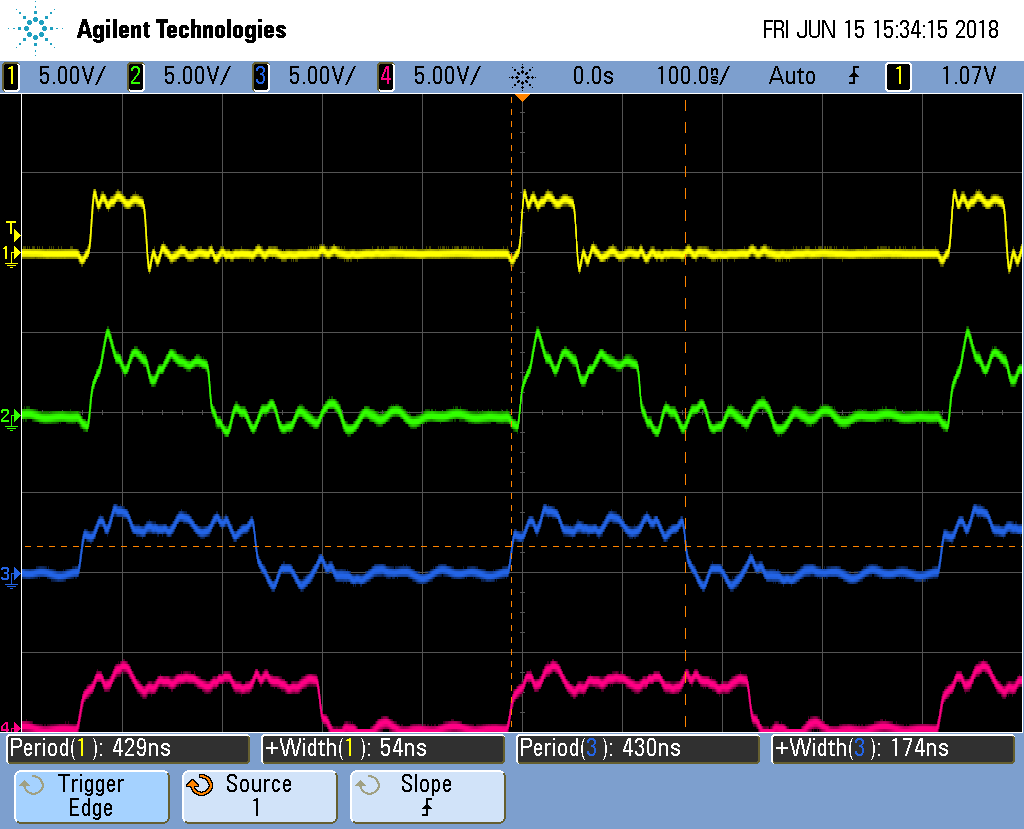 Agilent Technologies
FRI JUN 15 15:34:15 2018
1 5.00V/ 2 5.00V/ 3 5.00V/ 4 5.00V/ 0.0s 100.0ns/ Auto 1 1.07V
T
1
2
3
4
Period(1): 429ns
+Width(1): 54ns
Period(3): 430ns
+Width(3): 174ns
Trigger
Edge
Source
1
Slope